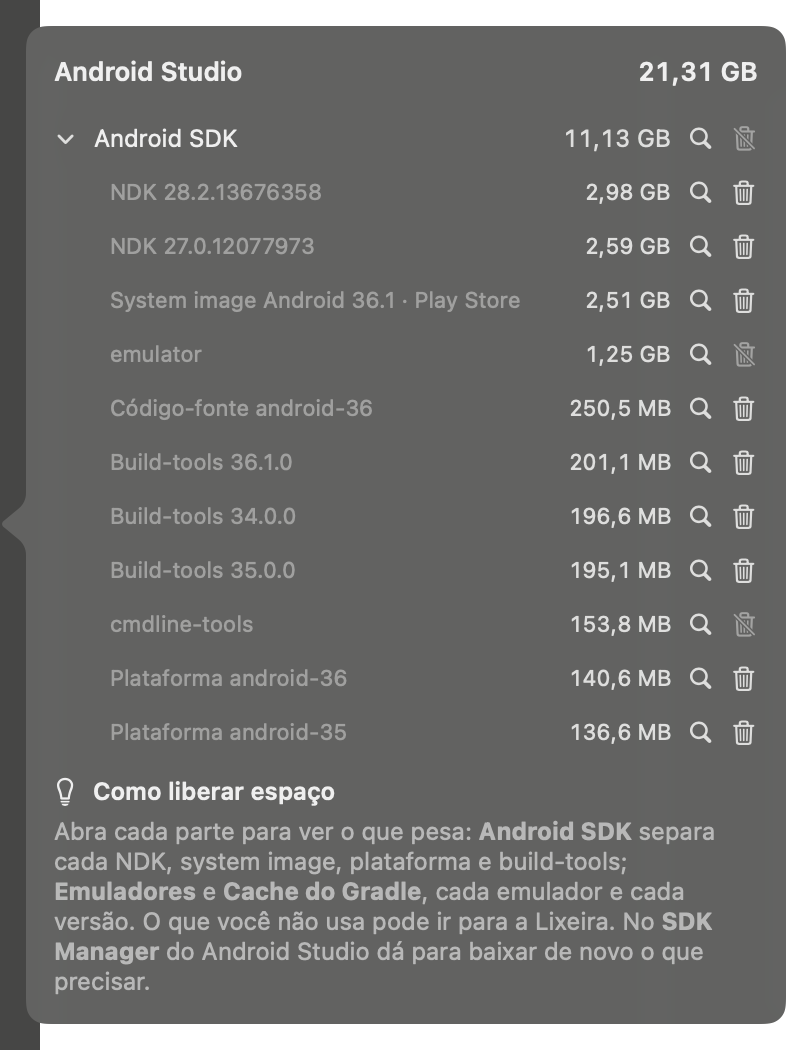 Android Studio 21,31 GB
Android SDK 11,13 GB
NDK 28.2.13676358 2,98 GB
NDK 27.0.12077973 2,59 GB
System image Android 36.1 · Play Store 2,51 GB
emulator 1,25 GB
Código-fonte android-36 250,5 MB
Build-tools 36.1.0 201,1 MB
Build-tools 34.0.0 196,6 MB
Build-tools 35.0.0 195,1 MB
cmdline-tools 153,8 MB
Plataforma android-36 140,6 MB
Plataforma android-35 136,6 MB
Como liberar espaço
Abra cada parte para ver o que pesa: Android SDK separa
cada NDK, system image, plataforma e build-tools;
Emuladores e Cache do Gradle, cada emulador e cada
versão. O que você não usa pode ir para a Lixeira. No SDK
Manager do Android Studio dá para baixar de novo o que
precisar.